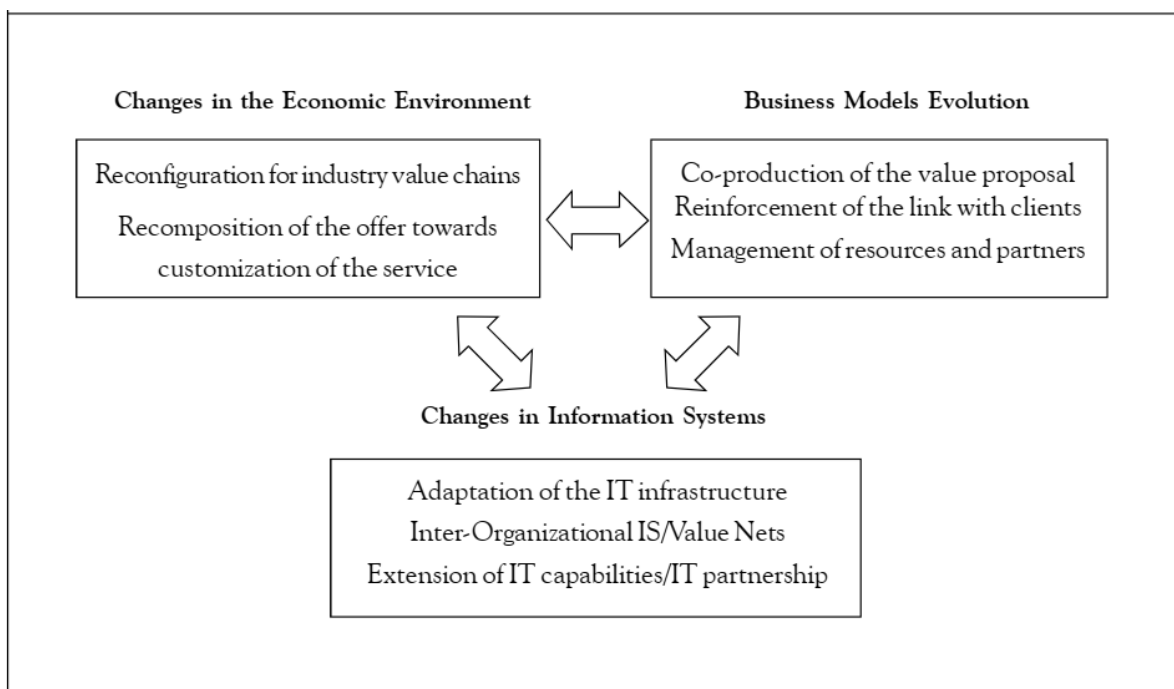 Changes in the Economic Environment
Reconfiguration for industry value chains
Recomposition of the offer towards
customization of the service
Business Models Evolution
Co-production of the value proposal
Reinforcement of the link with clients
Management of resources and partners
Changes in Information Systems
Adaptation of the IT infrastructure
Inter-Organizational IS/Value Nets
Extension of IT capabilities/IT partnership